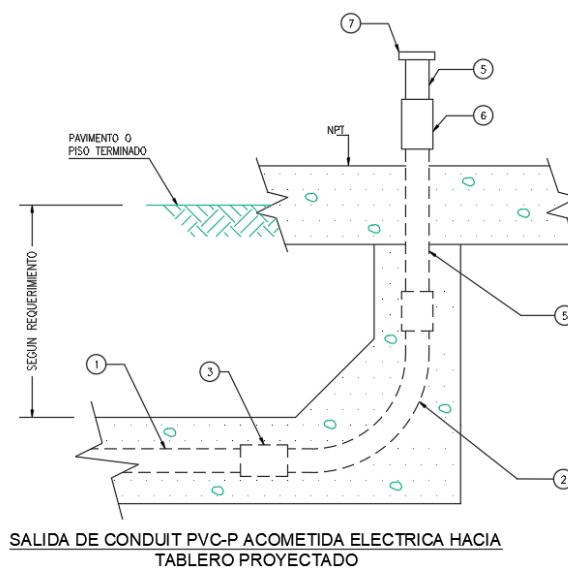 7
5
6
PAVIMENTO O
PISO TERMINADO
NPT
SEGUN REQUERIMIENTO
5
1
3
2
SALIDA DE CONDUIT PVC-P ACOMETIDA ELECTRICA HACIA
TABLERO PROYECTADO